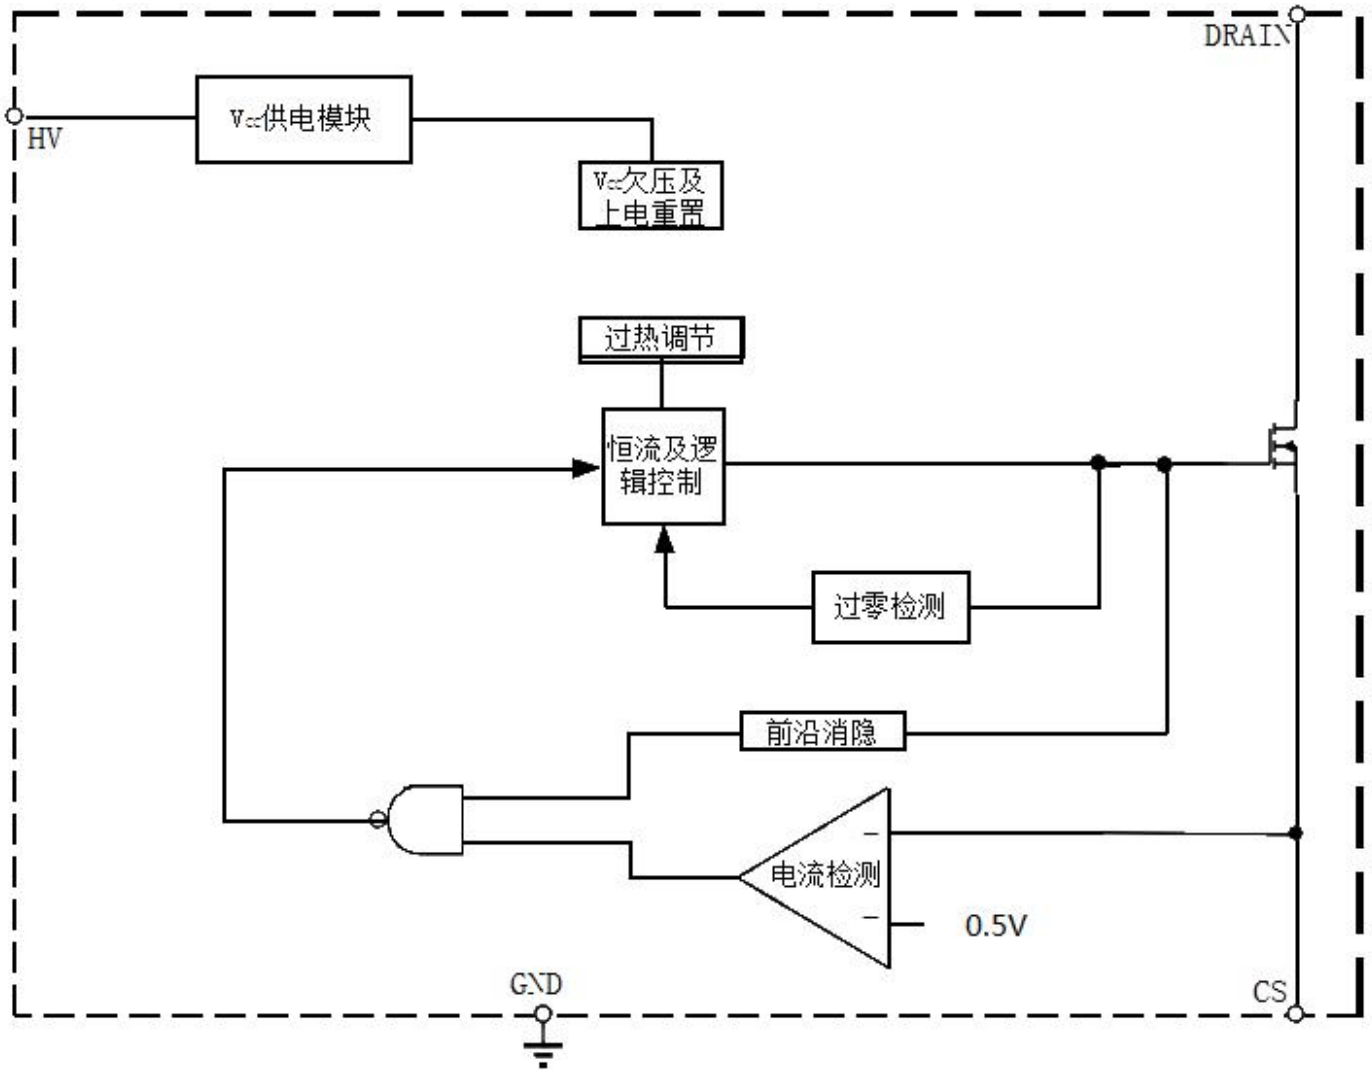 DRAIN
HV
Vcc供电模块
Vcc欠压及
上电重置
过热调节
恒流及逻
辑控制
过零检测
前沿消隐
电流检测
0.5V
GND
CS